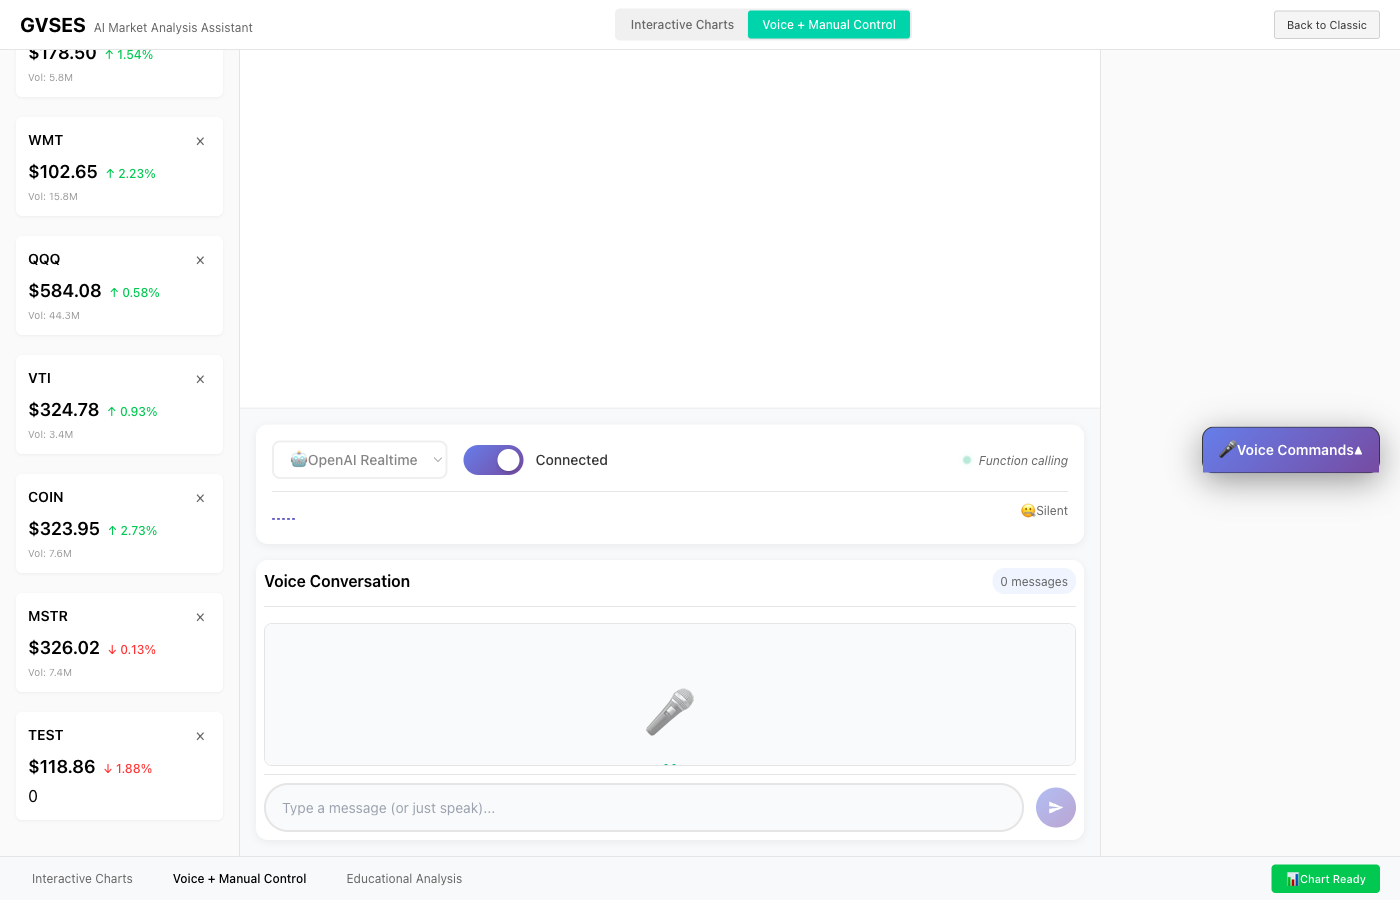 GVSES AI Market Analysis Assistant
Interactive Charts
Voice + Manual Control
Back to Classic
$178.50 ↑ 1.54%
Vol: 5.8M
WMT ×
$102.65 ↑ 2.23%
Vol: 15.8M
QQQ ×
$584.08 ↑ 0.58%
Vol: 44.3M
VTI ×
$324.78 ↑ 0.93%
Vol: 3.4M
COIN ×
$323.95 ↑ 2.73%
Vol: 7.6M
MSTR ×
$326.02 ↓ 0.13%
Vol: 7.4M
TEST ×
$118.86 ↓ 1.88%
0
🤖OpenAI Realtime
Connected
Function calling
🤐Silent
Voice Conversation
0 messages
Type a message (or just speak)...
🎤Voice Commands▲
Interactive Charts
Voice + Manual Control
Educational Analysis
📊Chart Ready